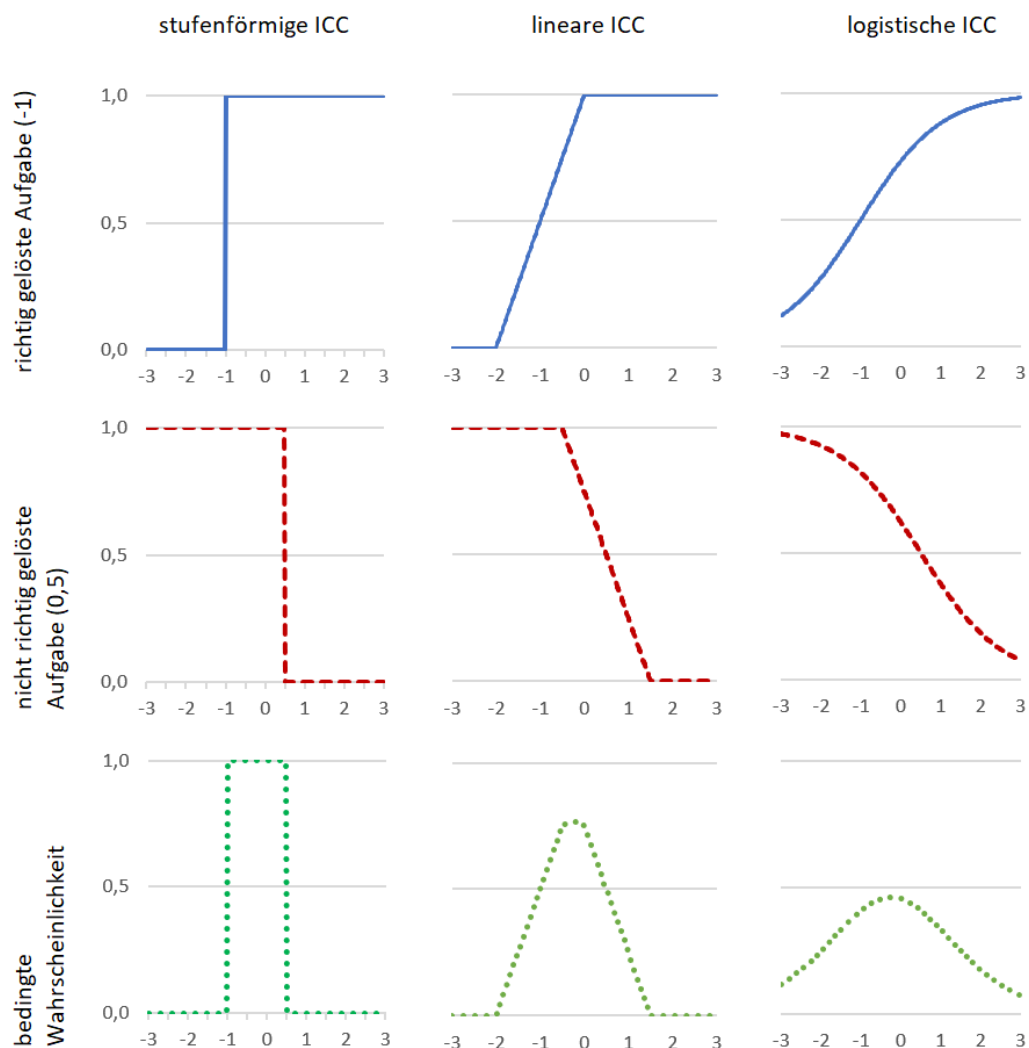 stufenförmige ICC
lineare ICC
logistische ICC
richtig gelöste Aufgabe (-1)
1,0
0,5
0,0
-3 -2 -1 0 1 2 3
-3 -2 -1 0 1 2 3
-3 -2 -1 0 1 2 3
nicht richtig gelöste
Aufgabe (0,5)
1,0
0,5
0,0
-3 -2 -1 0 1 2 3
-3 -2 -1 0 1 2 3
-3 -2 -1 0 1 2 3
bedingte
Wahrscheinlichkeit
1,0
0,5
0,0
-3 -2 -1 0 1 2 3
-3 -2 -1 0 1 2 3
-3 -2 -1 0 1 2 3